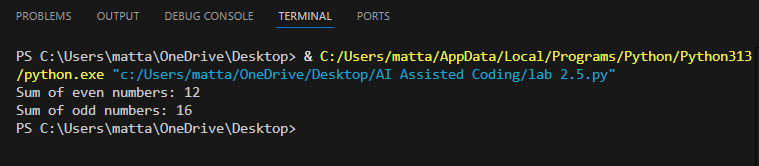 PROBLEMS OUTPUT DEBUG CONSOLE TERMINAL PORTS
PS C:\Users\matta\OneDrive\Desktop> & C:/Users/matta/AppData/Local/Programs/Python/Python313
/python.exe "c:/Users/matta/OneDrive/Desktop/AI Assisted Coding/lab 2.5.py"
Sum of even numbers: 12
Sum of odd numbers: 16
PS C:\Users\matta\OneDrive\Desktop>